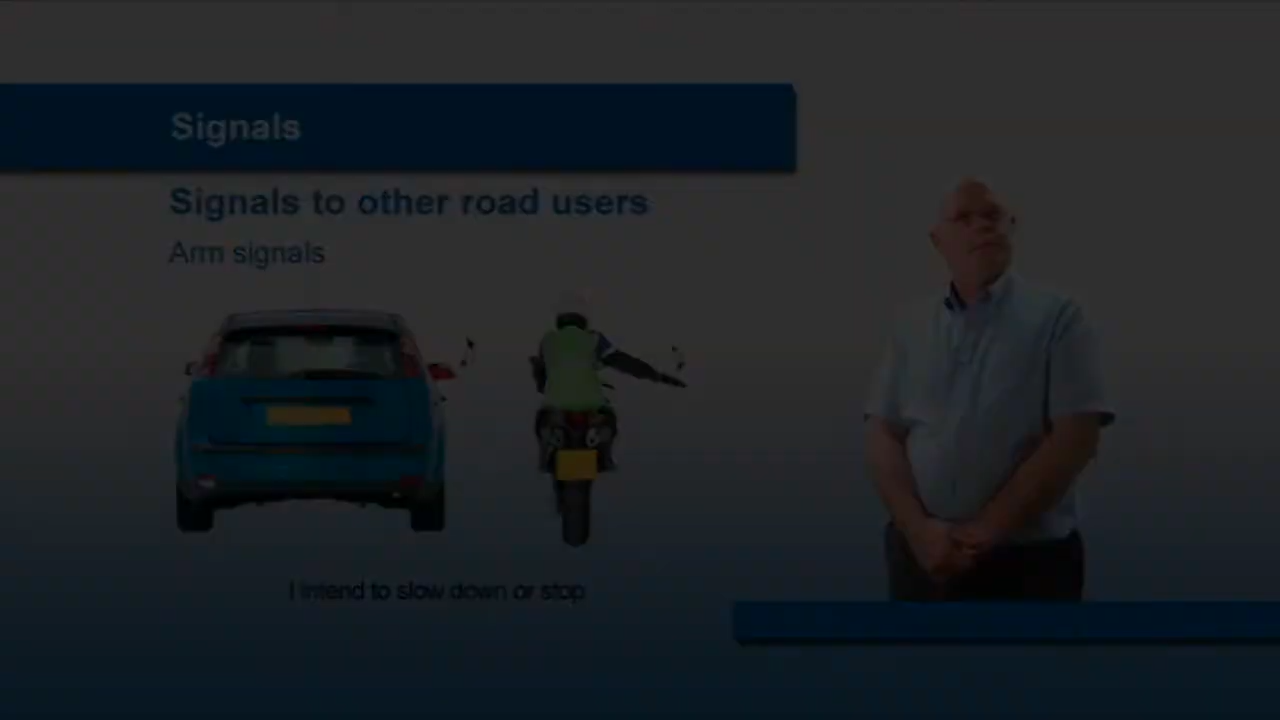 Signals
Signals to other road users
Arm signals
I intend to slow down or stop